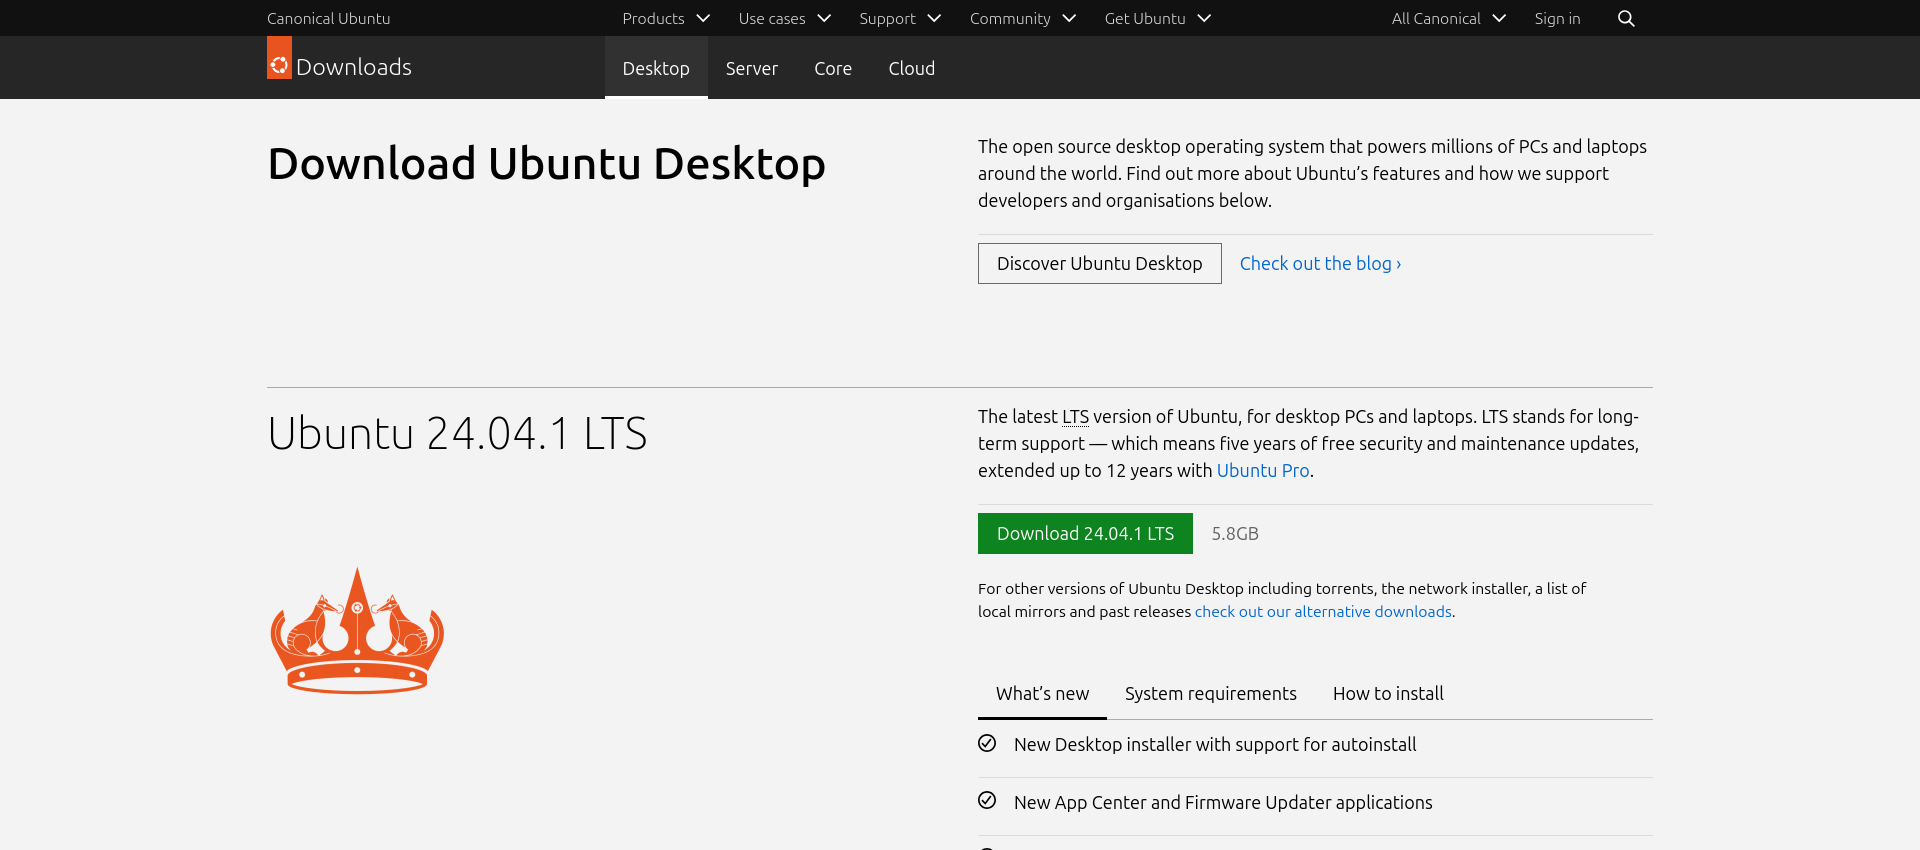 Canonical Ubuntu
Products
Use cases
Support
Community
Get Ubuntu
All Canonical
Sign in
Downloads
Desktop
Server
Core
Cloud
Download Ubuntu Desktop
The open source desktop operating system that powers millions of PCs and laptops
around the world. Find out more about Ubuntu’s features and how we support
developers and organisations below.
Discover Ubuntu Desktop
Check out the blog ›
Ubuntu 24.04.1 LTS
The latest LTS version of Ubuntu, for desktop PCs and laptops. LTS stands for long-
term support — which means five years of free security and maintenance updates,
extended up to 12 years with Ubuntu Pro.
Download 24.04.1 LTS
5.8GB
For other versions of Ubuntu Desktop including torrents, the network installer, a list of
local mirrors and past releases check out our alternative downloads.
What’s new
System requirements
How to install
New Desktop installer with support for autoinstall
New App Center and Firmware Updater applications